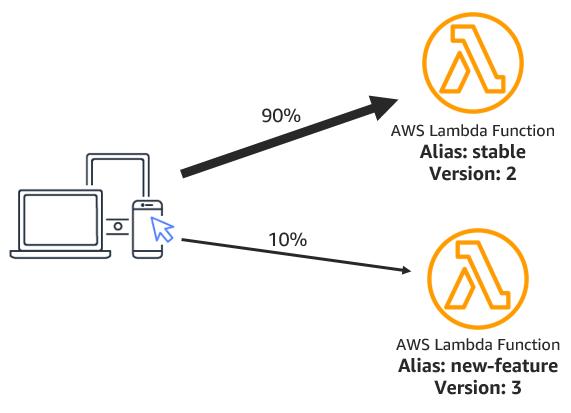 90%
AWS Lambda Function
Alias: stable
Version: 2
10%
AWS Lambda Function
Alias: new-feature
Version: 3